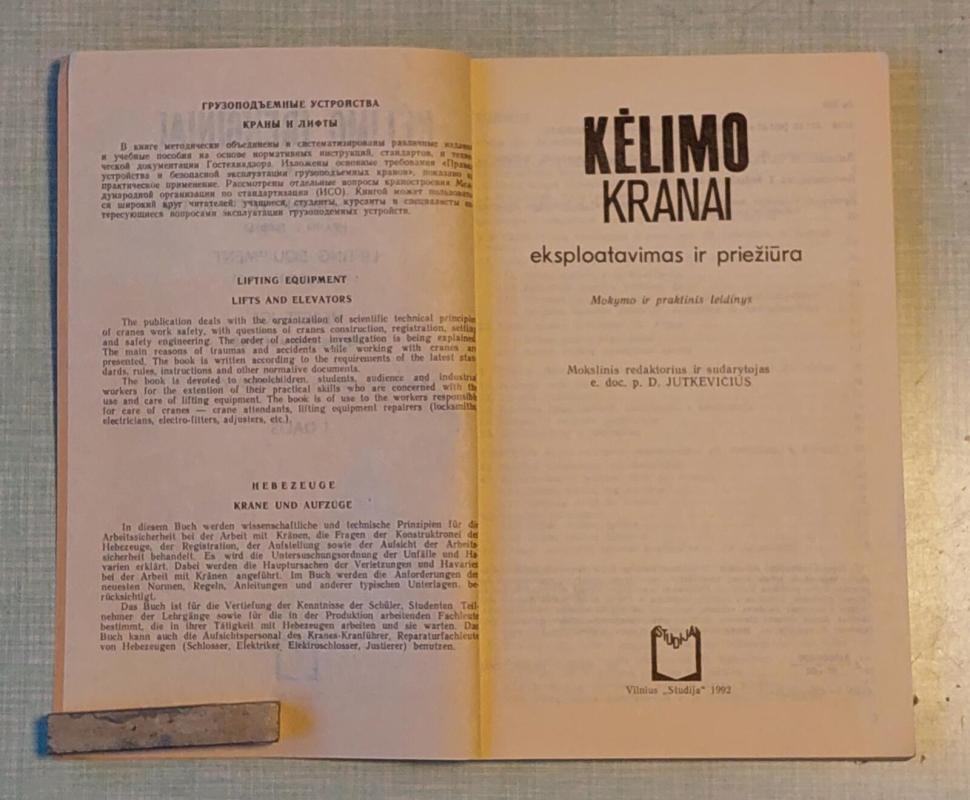 ГРУЗОПОДЪЕМНЫЕ УСТРОЙСТВА
КРАНЫ И ЛИФТЫ
В книге методически объединены и систематизированы различные
и учебные пособия на основе нормативных инструкций, стандартов, и
ческой документации Гостехнадзора. Изложены основные требования «Правил
устройства и безопасной эксплуатации грузоподъемных кранов», показано
практическое применение. Рассмотрены отдельные вопросы краностроения Меж-
дународной организации по стандартизации (ИСО). Книгой может
ся широкий круг читателей: учащиеся, студенты, курсанты и специалисты
тересующиеся вопросами эксплуатации грузоподемных устройств.
LIFTING EQUIPMENT
LIFTS AND ELEVATORS
The publication deals with the organization of scientific technical principles
of cranes work safety, with questions of cranes construction, registration, setting
and safety engineering. The order of accident investigation is being explained.
The main reasons of traumas and accidents while working with cranes
presented. The book is written according to the requirements of the latest stan-
dards, rules, instructions and other normative documents.
The book is devoted to schoolchildren, students, audience and industrial
workers for the extention of their practical skills who are concerned with the
use and care of lifting equipment. The book is of use to the workers responsible
for care of cranes — crane attendants, lifting equipment repairers (locksmiths,
electricians, electro-fitters, adjusters, etc.).
HEBEZEUGE
KRANE UND AUFZÜGE
In diesem Buch werden wissenschaftliche und technische Prinzipien für die
Arbeitssicherheit bei der Arbeit mit Kränen, die Fragen der Konstruktronei der
Hebezeuge, der Registration, der Aufstellung sowie der Aufsicht der Arbeits-
sicherheit behandelt. Es wird die Untersuschungsordnung der Unfälle und Ha-
varien erklärt. Dabei werden die Hauptursachen der Verletzungen und Havarien
bei der Arbeit mit Kränen angeführt. Im Buch werden die Anforderungen der
neuesten Normen, Regeln, Anleitungen und anderer typischen Unterlagen. be-
rücksichtigt.
Das Buch ist für die Vertiefung der Kenntnisse der Schüler, Studenten, Teil-
nehmer der Lehrgänge sowie für die in der Produktion arbeitenden Fachleute
bestimmt, die in ihrer Tätigkeit mit Hebezeugen arbeiten und sie warten. Das
Buch kann auch die Aufsichtspersonal des Kranes-Kranführer, Reparaturfachleute
von Hebezeugen (Schlosser, Elektriker, Elektroschlosser, Justierer) benutzen.
KĖLIMO
KRANAI
eksploatavimas ir priežiūra
Mokymo ir praktinis leidinys
Mokslinis redaktorius ir sudarytojas
e. doc. p. D. JUTKEVIČIUS
STUDIJA
Vilnius „Studija“ 1992